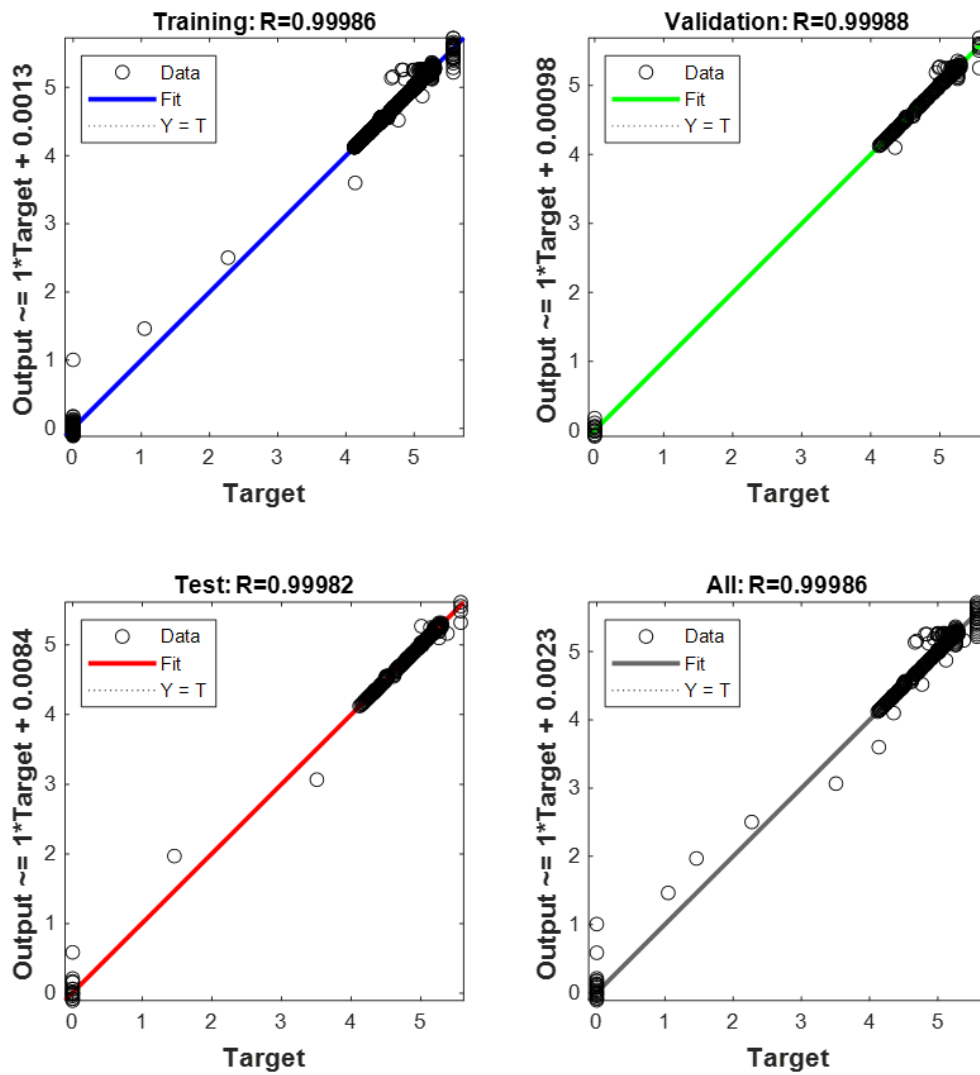 Training: R=0.99986
Output ~= 1*Target + 0.0013
Data
Fit
Y = T
5
4
3
2
1
0
0 1 2 3 4 5
Target
Validation: R=0.99988
Output ~= 1*Target + 0.00098
Data
Fit
Y = T
5
4
3
2
1
0
0 1 2 3 4 5
Target
Test: R=0.99982
Output ~= 1*Target + 0.0084
Data
Fit
Y = T
5
4
3
2
1
0
0 1 2 3 4 5
Target
All: R=0.99986
Output ~= 1*Target + 0.0023
Data
Fit
Y = T
5
4
3
2
1
0
0 1 2 3 4 5
Target